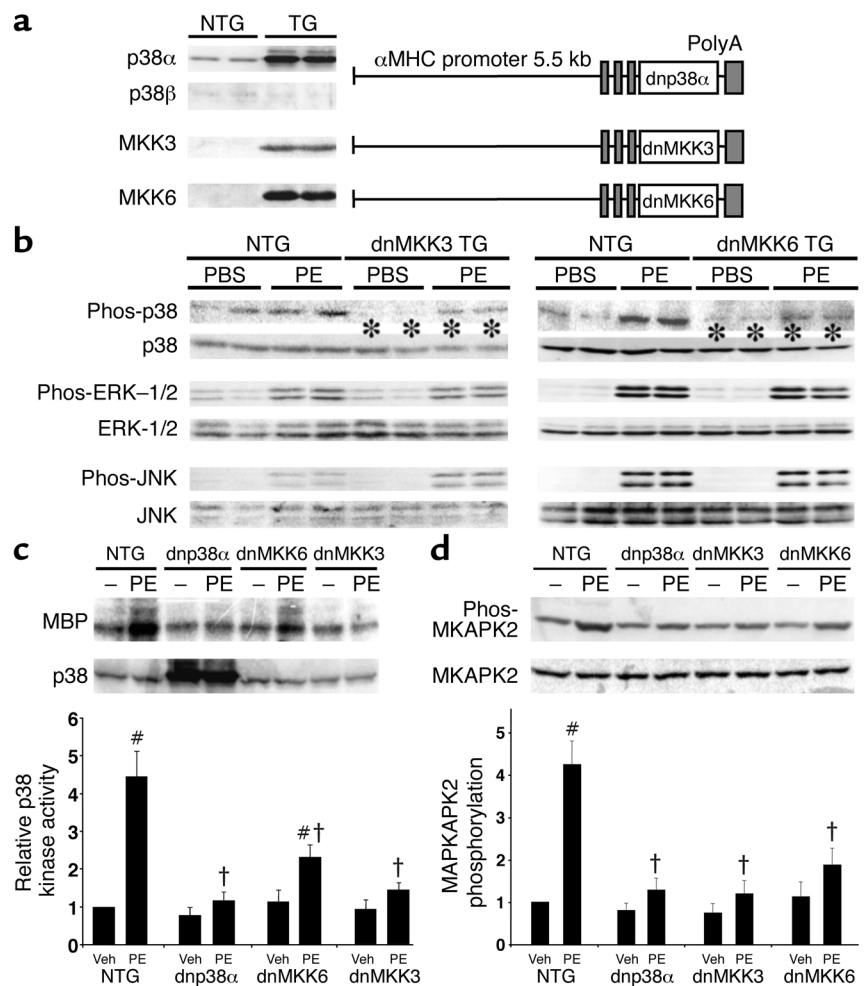 a
NTG TG
p38α
p38β
MKK3
MKK6
αMHC promoter 5.5 kb
PolyA
dnp38α
dnMKK3
dnMKK6
b
NTG dnMKK3 TG NTG dnMKK6 TG
PBS PE PBS PE PBS PE PBS PE
Phos-p38
* * * * * * * *
p38
Phos-ERK–1/2
ERK-1/2
Phos-JNK
JNK
c
NTG dnp38α dnMKK6 dnMKK3
– PE – PE – PE – PE
MBP
p38
Relative p38
kinase activity
6
5
4
3
2
1
0
# † #† †
Veh PE Veh PE Veh PE Veh PE
NTG dnp38α dnMKK6 dnMKK3
d
NTG dnp38α dnMKK3 dnMKK6
– PE – PE – PE – PE
Phos-
MKAPK2
MKAPK2
MAPKAPK2
phosphorylation
5
4
3
2
1
0
# † † †
Veh PE Veh PE Veh PE Veh PE
NTG dnp38α dnMKK3 dnMKK6